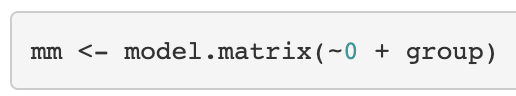 mm <- model.matrix(~0 + group)